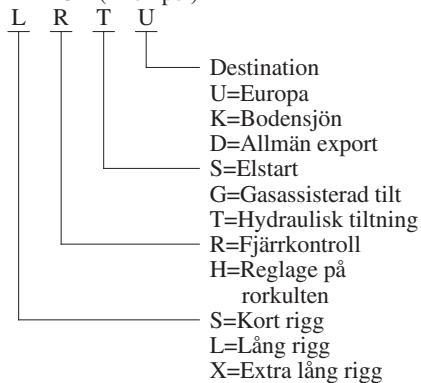 L R T U
Destination
U=Europa
K=Bodensjön
D=Allmän export
S=Elstart
G=Gasassisterad tilt
T=Hydraulisk tiltning
R=Fjärrkontroll
H=Reglage på
rorkulten
S=Kort rigg
L=Lång rigg
X=Extra lång rigg